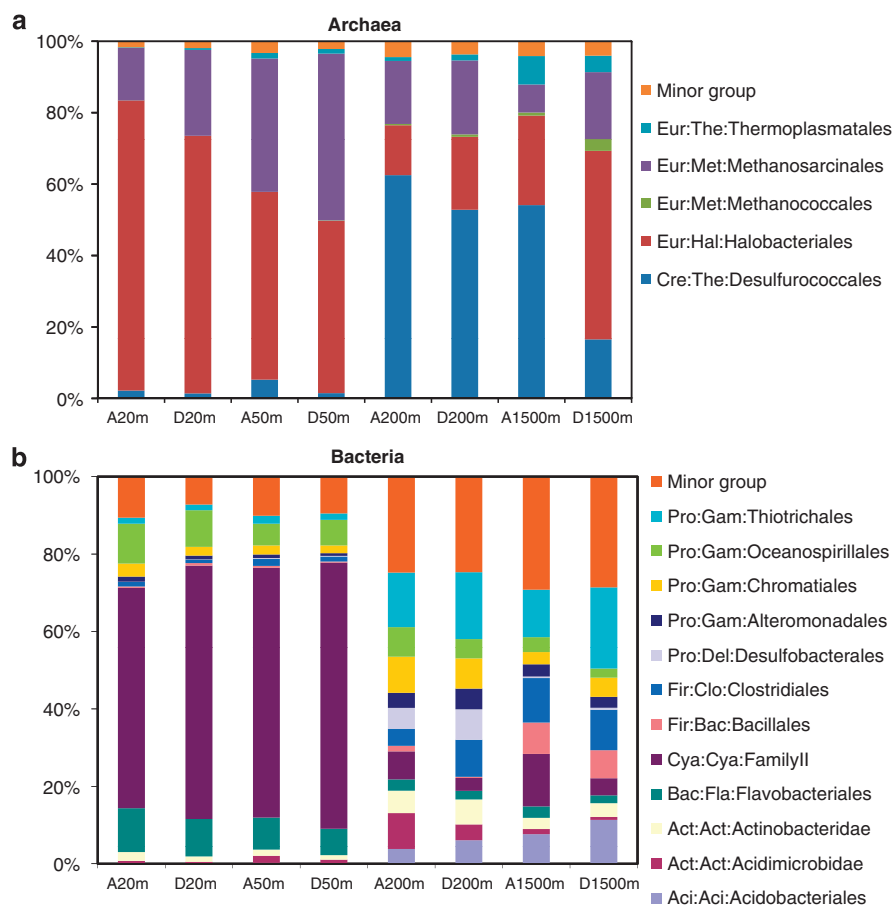 a
Archaea
100%
80%
60%
40%
20%
0%
A20m D20m A50m D50m A200m D200m A1500m D1500m
Minor group
Eur:The:Thermoplasmatales
Eur:Met:Methanosarcinales
Eur:Met:Methanococcales
Eur:Hal:Halobacteriales
Cre:The:Desulfurococcales
b
Bacteria
100%
80%
60%
40%
20%
0%
A20m D20m A50m D50m A200m D200m A1500m D1500m
Minor group
Pro:Gam:Thiotrichales
Pro:Gam:Oceanospirillales
Pro:Gam:Chromatiales
Pro:Gam:Alteromonadales
Pro:Del:Desulfobacterales
Fir:Clo:Clostridiales
Fir:Bac:Bacillales
Cya:Cya:FamilyII
Bac:Fla:Flavobacteriales
Act:Act:Actinobacteridae
Act:Act:Acidimicrobidae
Aci:Aci:Acidobacteriales